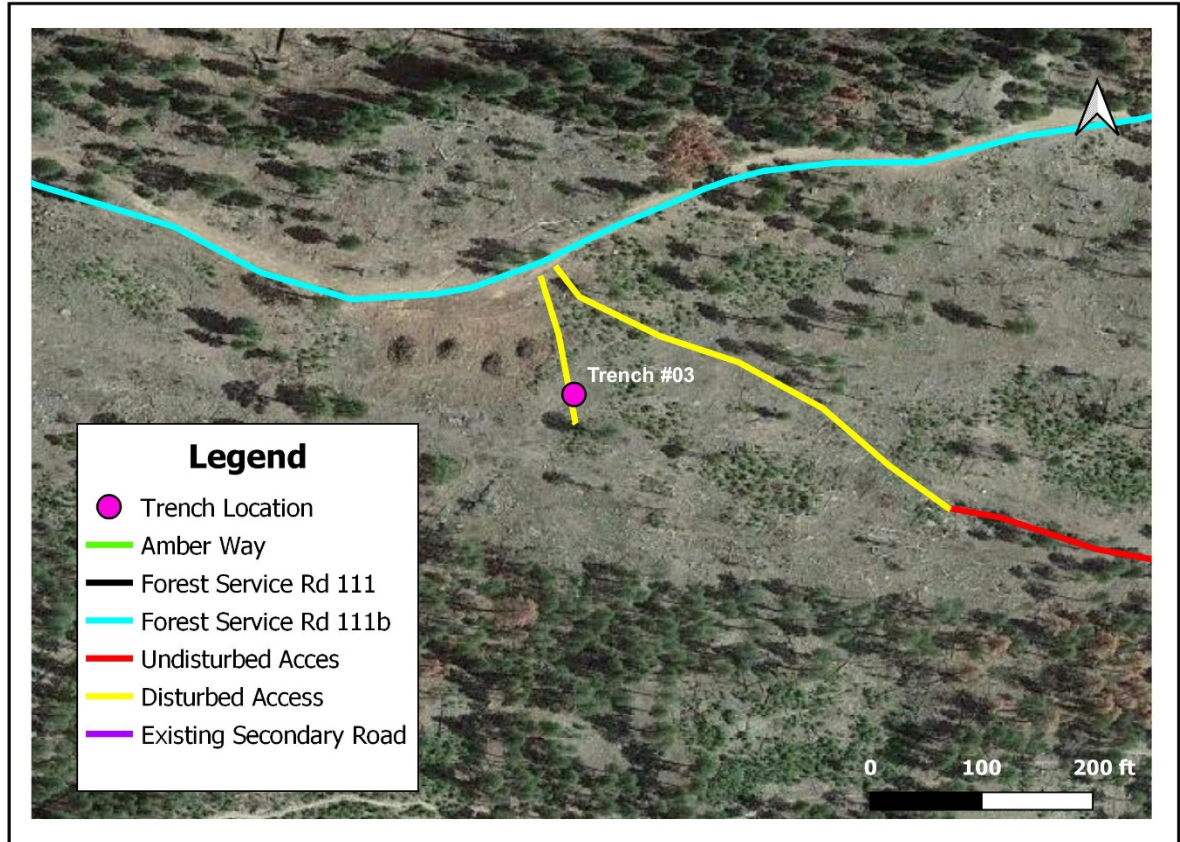 Trench #03
Legend
Trench Location
Amber Way
Forest Service Rd 111
Forest Service Rd 111b
Undisturbed Acces
Disturbed Access
Existing Secondary Road
0 100 200 ft